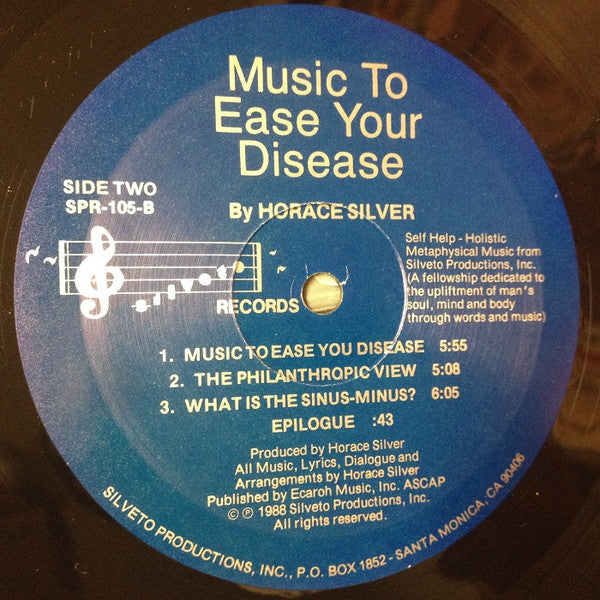 Music To
Ease Your
Disease
SIDE TWO
SPR-105-B
By HORACE SILVER
silveto
RECORDS
Self Help - Holistic
Metaphysical Music from
Silveto Productions, Inc.
(A fellowship dedicated to
the upliftment of man's
soul, mind and body
through words and music)
1. MUSIC TO EASE YOU DISEASE 5:55
2. THE PHILANTHROPIC VIEW 5:08
3. WHAT IS THE SINUS-MINUS? 6:05
EPILOGUE :43
Produced by Horace Silver
All Music, Lyrics, Dialogue and
Arrangements by Horace Silver
Published by Ecaroh Music, Inc. ASCAP
© ℗ 1988 Silveto Productions, Inc.
All rights reserved.
SILVETO PRODUCTIONS, INC., P.O. BOX 1852 - SANTA MONICA, CA 90406